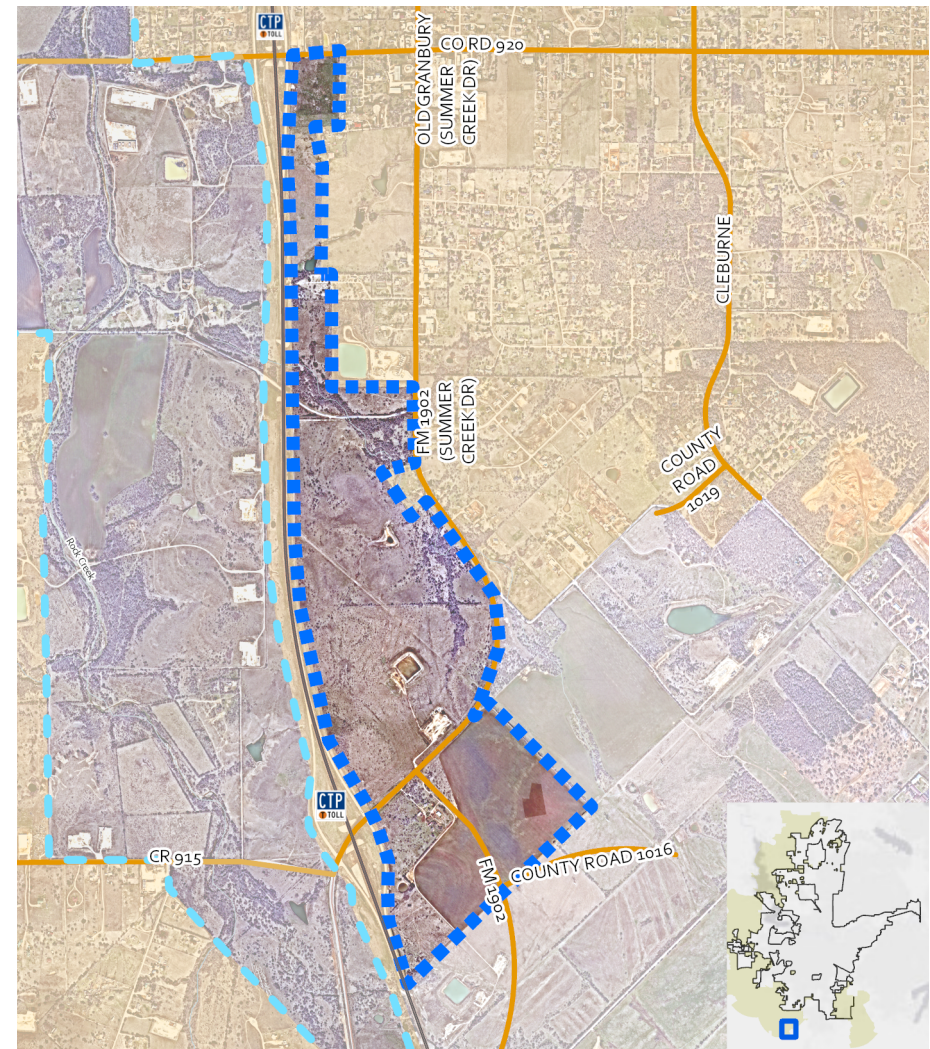 CTP
TOLL
CO RD 920
OLD GRANBURY
(SUMMER
CREEK DR)
CLEBURNE
FM 1902
(SUMMER
CREEK DR)
COUNTY
ROAD
1019
Rock Creek
CTP
TOLL
CR 915
FM 1902
COUNTY ROAD 1016